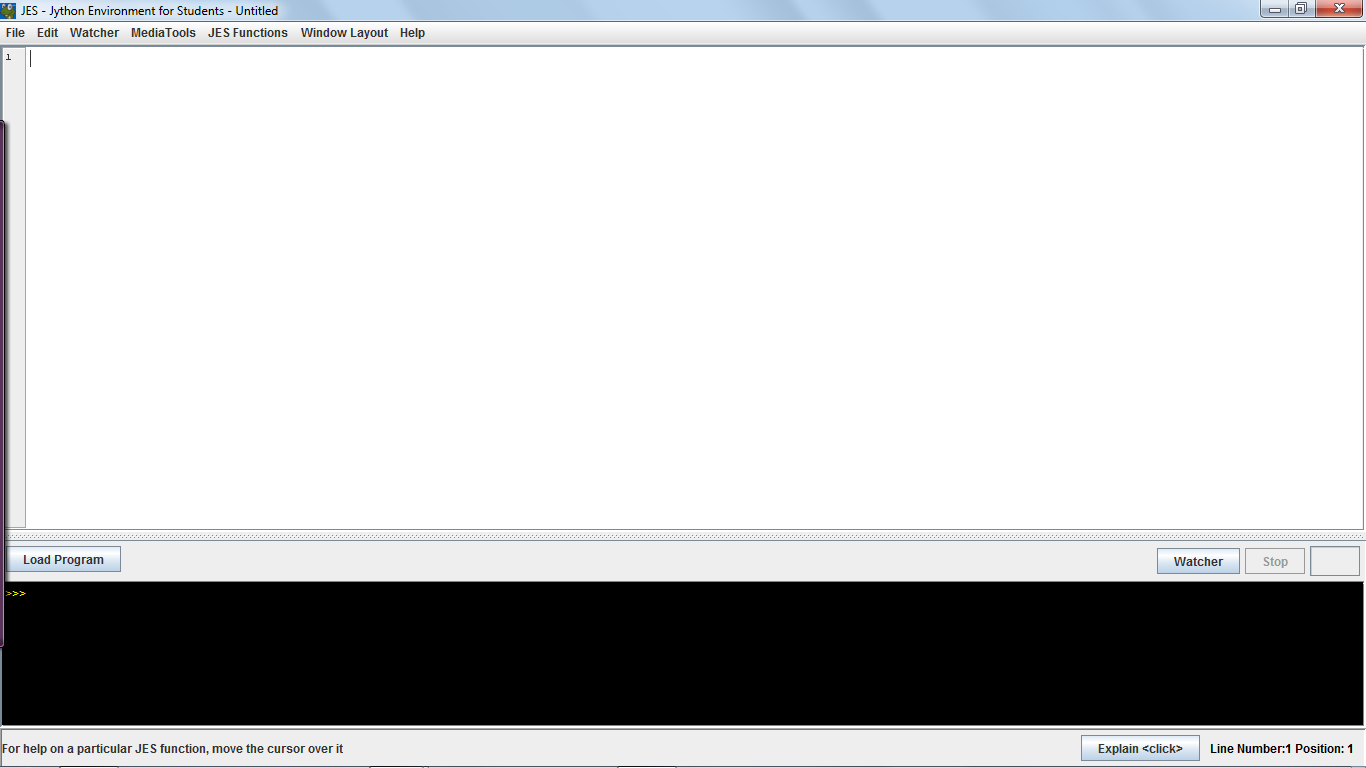 JES - Jython Environment for Students - Untitled
File Edit Watcher MediaTools JES Functions Window Layout Help
1
Load Program Watcher Stop
>>>
For help on a particular JES function, move the cursor over it Explain <click> Line Number:1 Position: 1